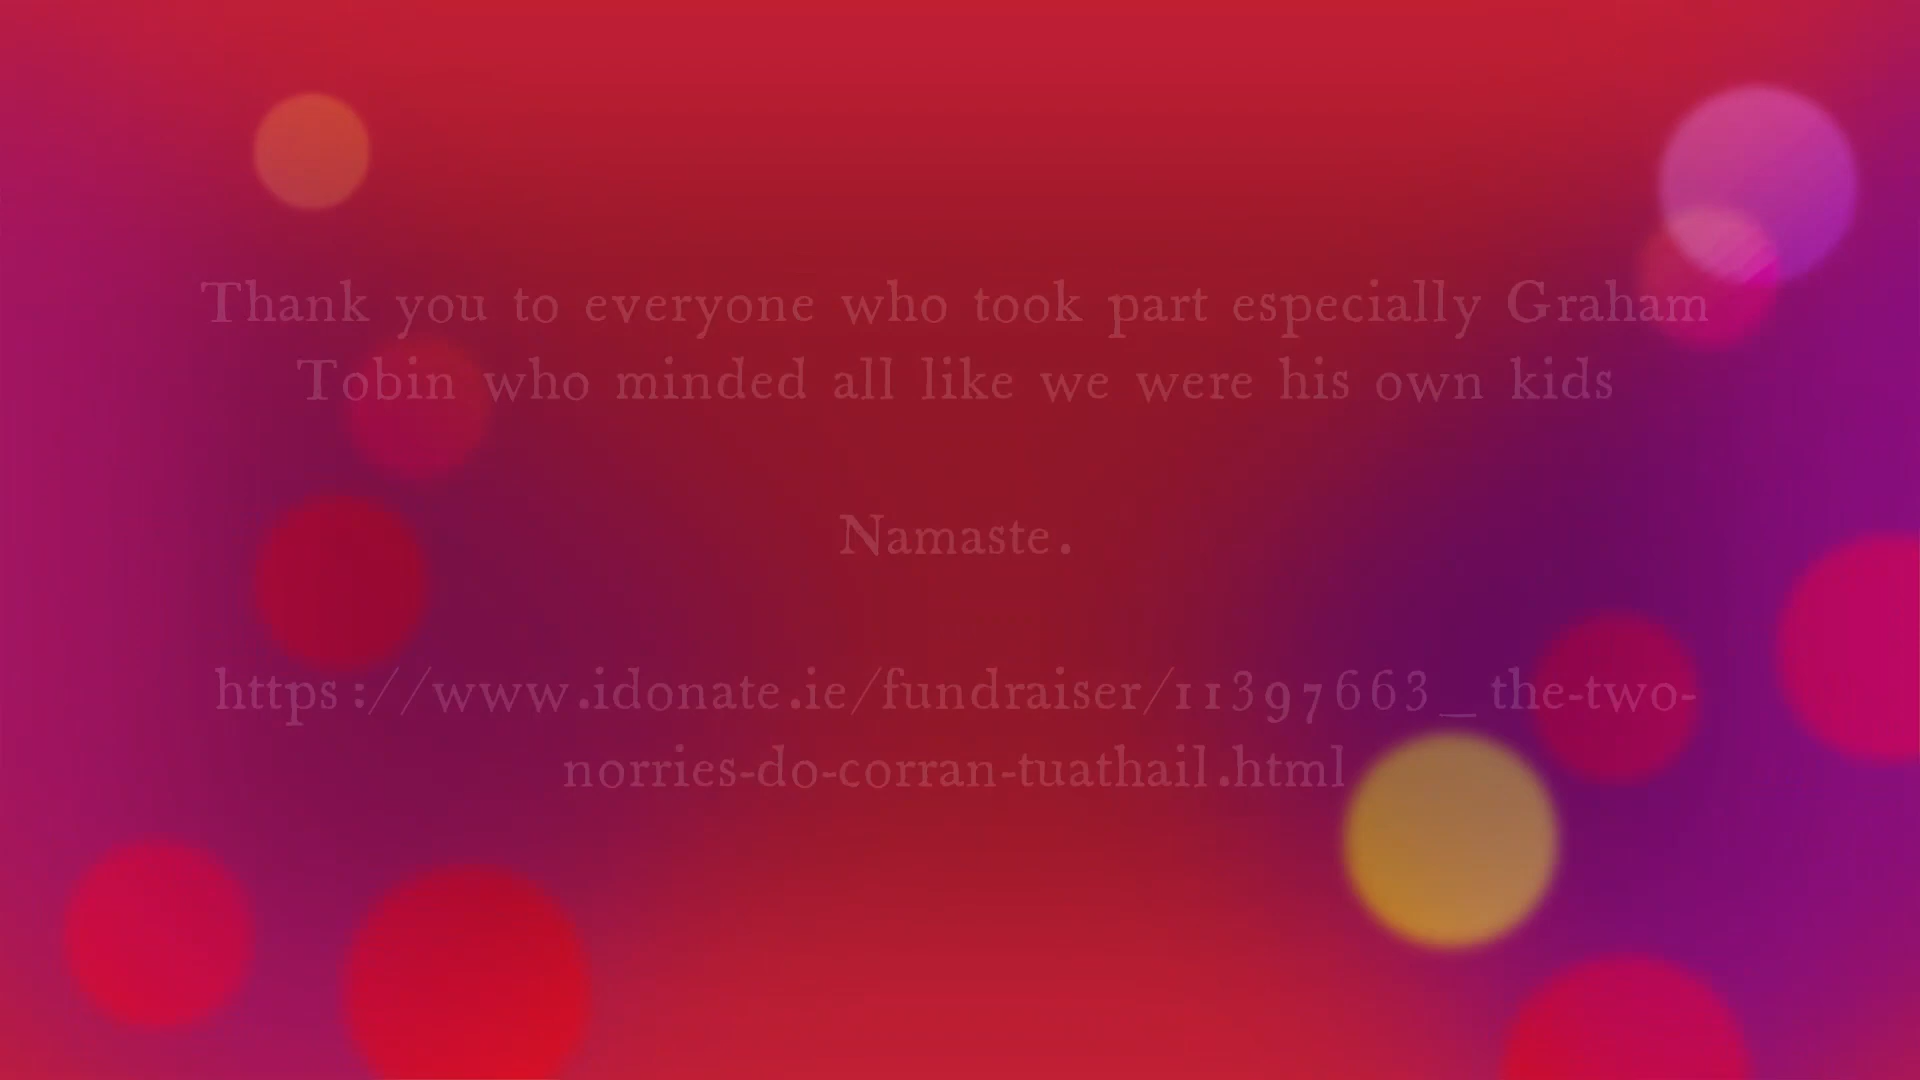 Thank you to everyone who took part especially Graham
Tobin who minded all like we were his own kids
Namaste.
https://www.idonate.ie/fundraiser/11397663_the-two-
norries-do-corran-tuathail.html